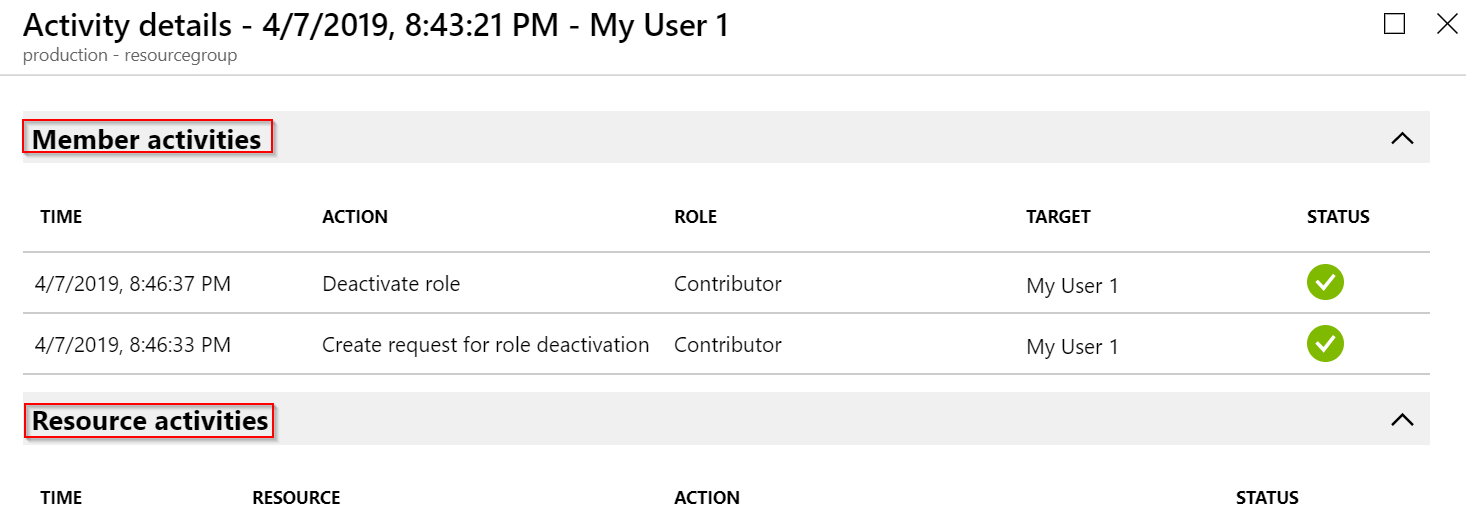 Activity details - 4/7/2019, 8:43:21 PM - My User 1
production - resourcegroup
Member activities
TIME ACTION ROLE TARGET STATUS
4/7/2019, 8:46:37 PM Deactivate role Contributor My User 1
4/7/2019, 8:46:33 PM Create request for role deactivation Contributor My User 1
Resource activities
TIME RESOURCE ACTION STATUS